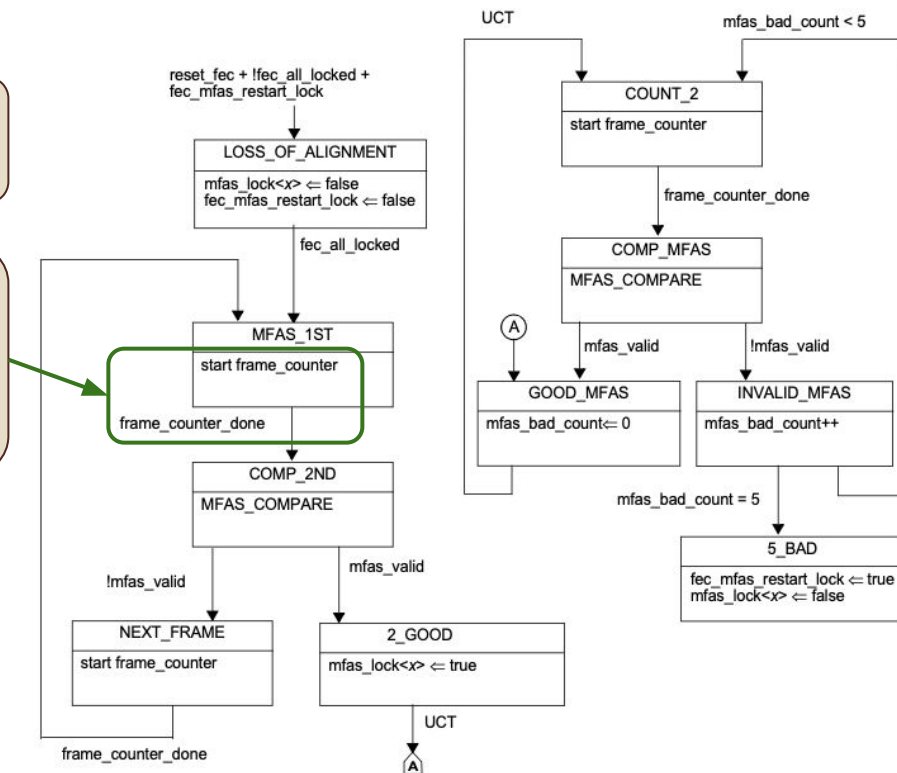 reset_fec + !fec_all_locked +
fec_mfas_restart_lock
LOSS_OF_ALIGNMENT
mfas_lock<x> ⇐ false
fec_mfas_restart_lock ⇐ false
fec_all_locked
MFAS_1ST
start frame_counter
frame_counter_done
COMP_2ND
MFAS_COMPARE
!mfas_valid
mfas_valid
NEXT_FRAME
start frame_counter
frame_counter_done
2_GOOD
mfas_lock<x> ⇐ true
UCT
A
UCT
mfas_bad_count < 5
COUNT_2
start frame_counter
frame_counter_done
COMP_MFAS
MFAS_COMPARE
A
mfas_valid
!mfas_valid
GOOD_MFAS
mfas_bad_count⇐ 0
INVALID_MFAS
mfas_bad_count++
mfas_bad_count = 5
5_BAD
fec_mfas_restart_lock ⇐ true
mfas_lock<x> ⇐ false